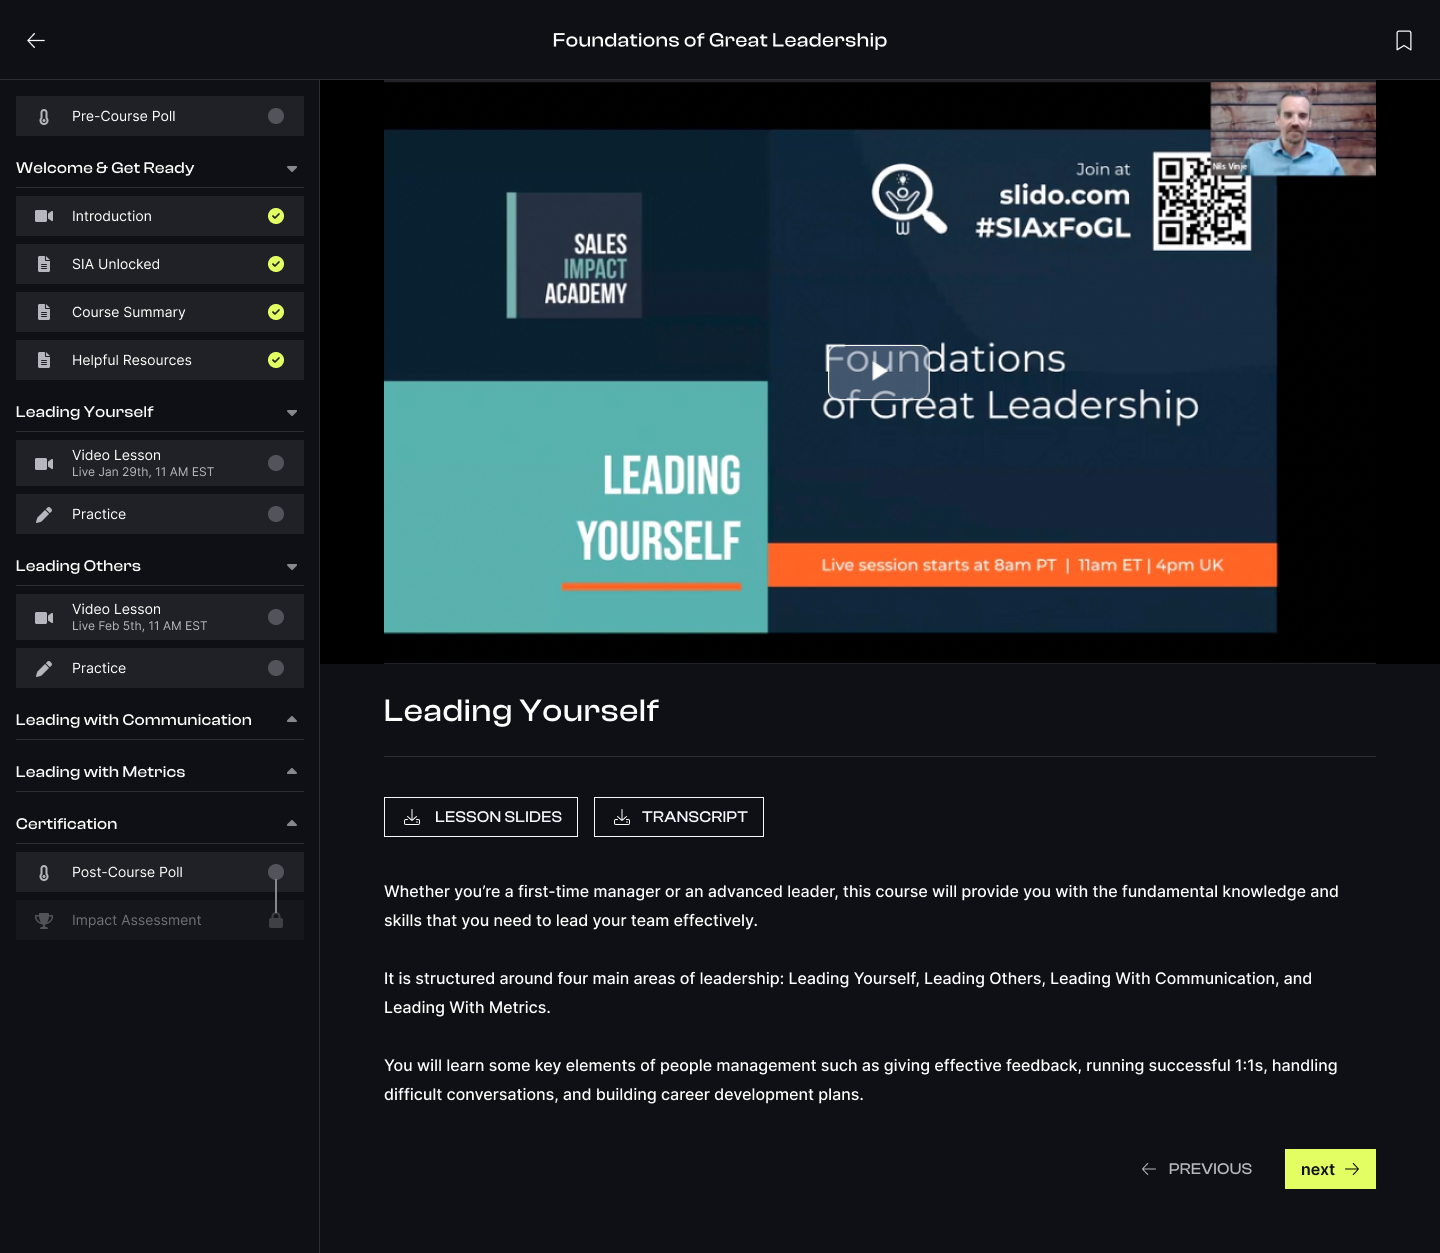 Foundations of Great Leadership
Pre-Course Poll
Welcome & Get Ready
Introduction
SIA Unlocked
Course Summary
Helpful Resources
Leading Yourself
Video Lesson
Live Jan 29th, 11 AM EST
Practice
Leading Others
Video Lesson
Live Feb 5th, 11 AM EST
Practice
Leading with Communication
Leading with Metrics
Certification
Post-Course Poll
Impact Assessment
SALES
IMPACT
ACADEMY
LEADING
YOURSELF
Join at
slido.com
#SIAxFoGL
Nils Vinje
Foundations
of Great Leadership
Live session starts at 8am PT | 11am ET | 4pm UK
Leading Yourself
LESSON SLIDES
TRANSCRIPT
Whether you’re a first-time manager or an advanced leader, this course will provide you with the fundamental knowledge and
skills that you need to lead your team effectively.
It is structured around four main areas of leadership: Leading Yourself, Leading Others, Leading With Communication, and
Leading With Metrics.
You will learn some key elements of people management such as giving effective feedback, running successful 1:1s, handling
difficult conversations, and building career development plans.
PREVIOUS
next